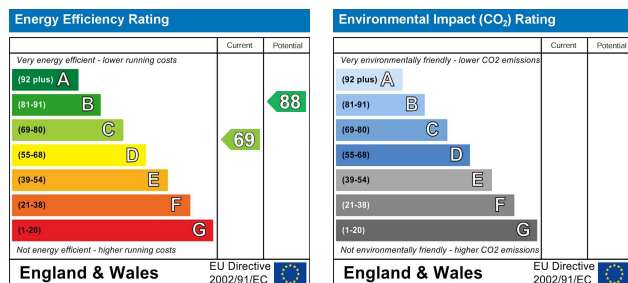 Energy Efficiency Rating
Current Potential
Very energy efficient - lower running costs
(92 plus) A
(81-91) B
(69-80) C
(55-68) D
(39-54) E
(21-38) F
(1-20) G
69
88
Not energy efficient - higher running costs
England & Wales
EU Directive
2002/91/EC
Environmental Impact (CO2) Rating
Current Potential
Very environmentally friendly - lower CO2 emissions
(92 plus) A
(81-91) B
(69-80) C
(55-68) D
(39-54) E
(21-38) F
(1-20) G
Not environmentally friendly - higher CO2 emissions
England & Wales
EU Directive
2002/91/EC